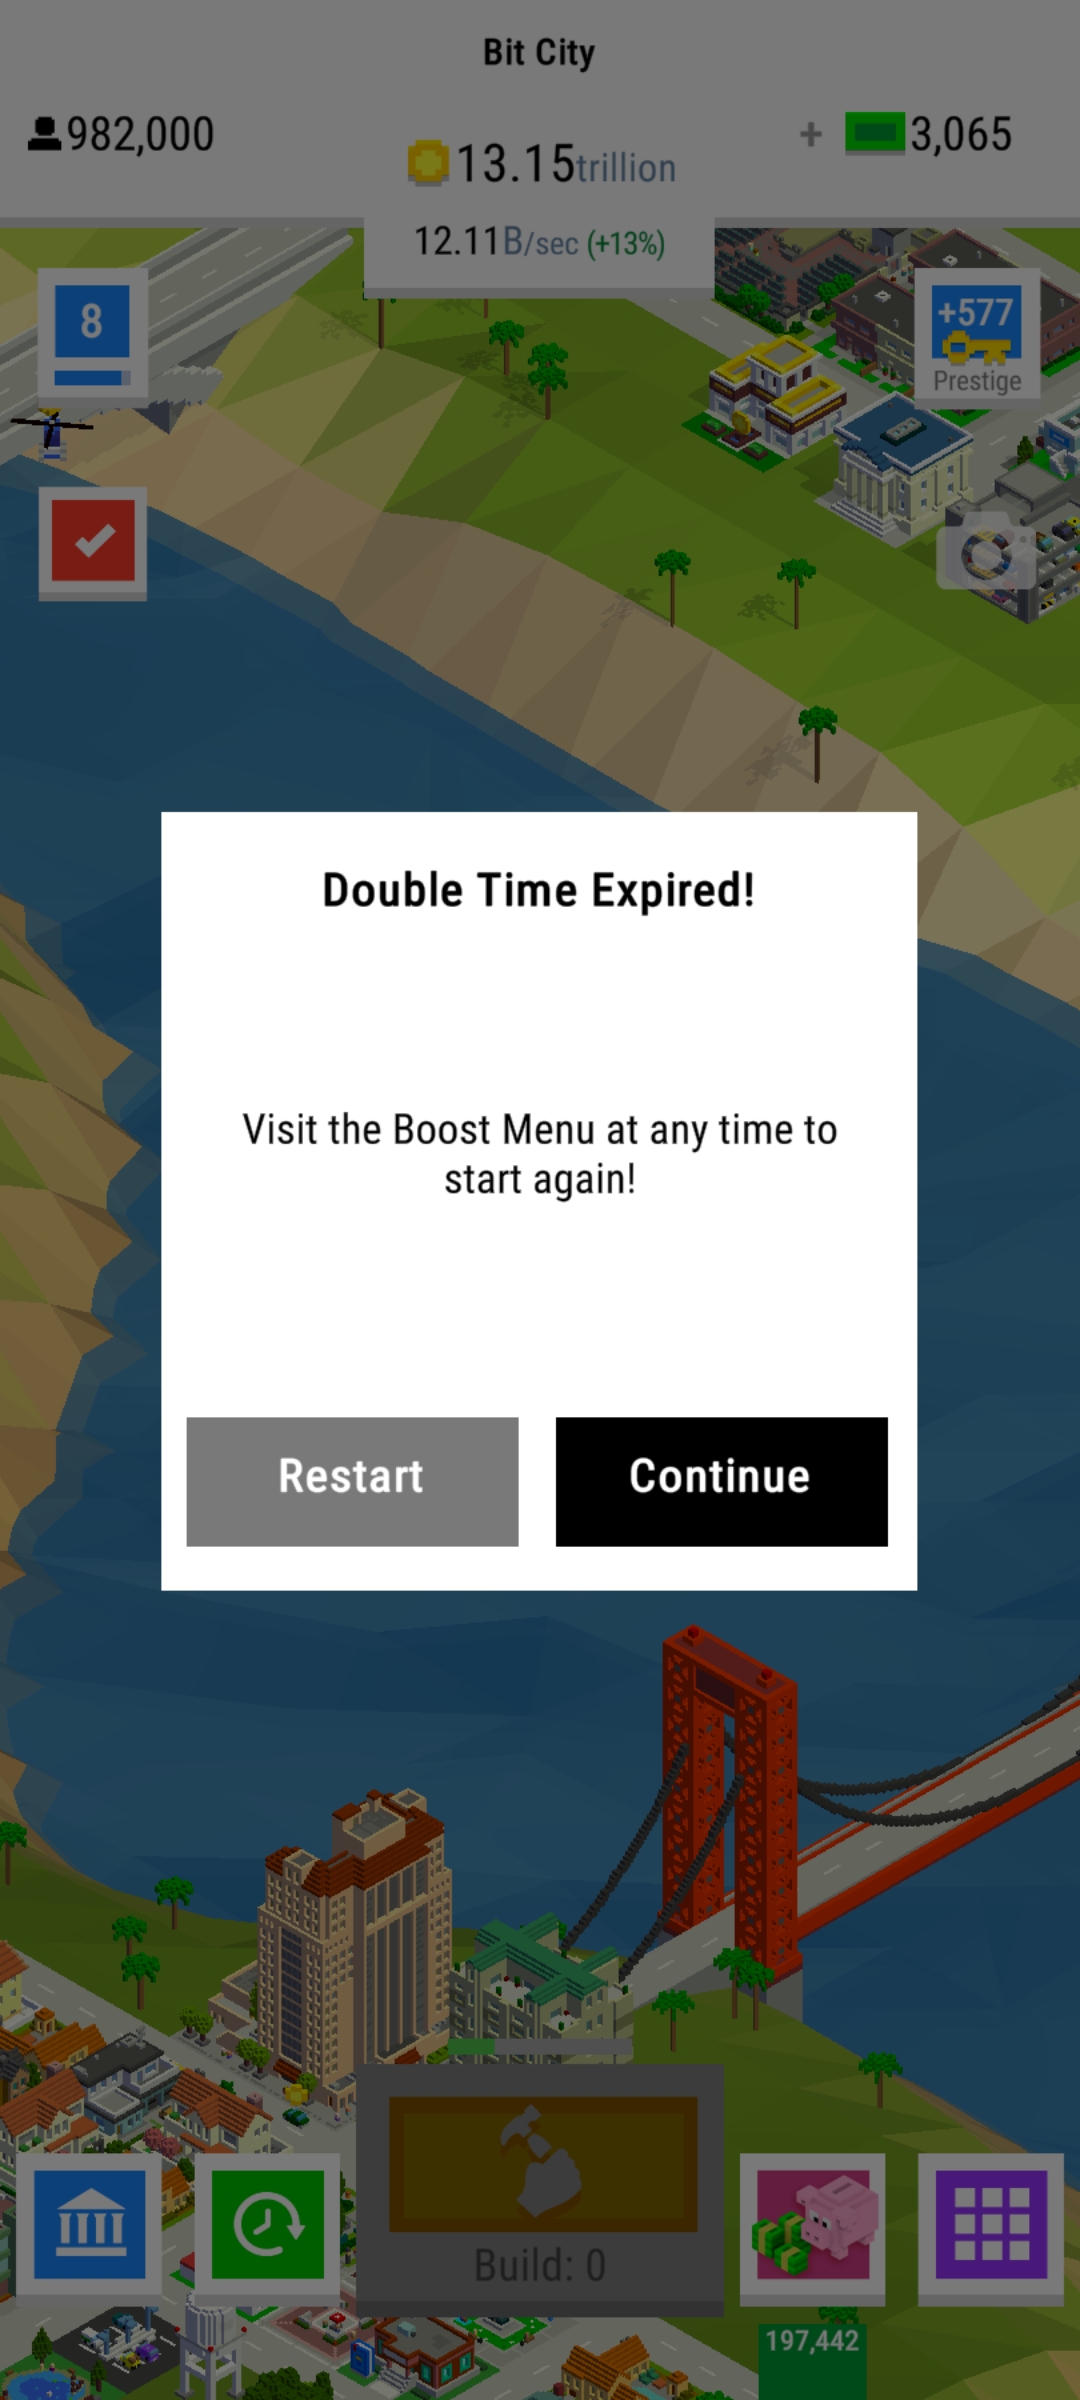 Bit City
982,000
13.15trillion
+ 3,065
12.11B/sec (+13%)
8
+577
Prestige
Double Time Expired!
Visit the Boost Menu at any time to
start again!
Restart
Continue
Build: 0
197,442